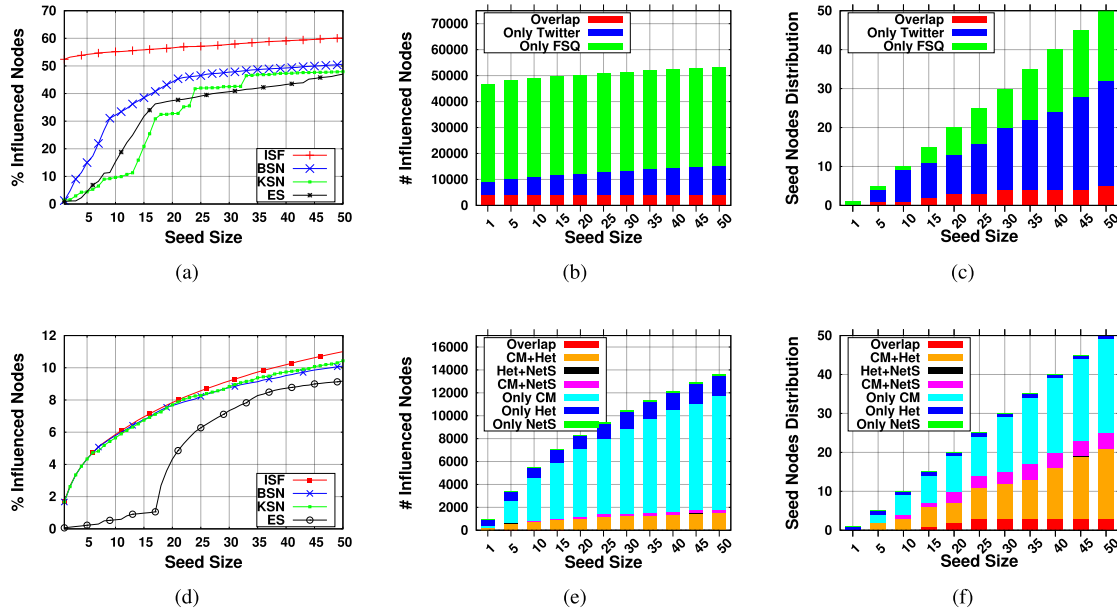 % Influenced Nodes
70
60
50
40
30
20
10
0
ISF
BSN
KSN
ES
5 10 15 20 25 30 35 40 45 50
Seed Size
(a)
# Influenced Nodes
70000
60000
50000
40000
30000
20000
10000
0
Overlap
Only Twitter
Only FSQ
1 5 10 15 20 25 30 35 40 45 50
Seed Size
(b)
Seed Nodes Distribution
50
40
30
20
10
0
Overlap
Only Twitter
Only FSQ
1 5 10 15 20 25 30 35 40 45 50
Seed Size
(c)
% Influenced Nodes
12
10
8
6
4
2
0
ISF
BSN
KSN
ES
5 10 15 20 25 30 35 40 45 50
Seed Size
(d)
# Influenced Nodes
16000
14000
12000
10000
8000
6000
4000
2000
0
Overlap
CM+Het
Het+NetS
CM+NetS
Only CM
Only Het
Only NetS
1 5 10 15 20 25 30 35 40 45 50
Seed Size
(e)
Seed Nodes Distribution
50
40
30
20
10
0
Overlap
CM+Het
Het+NetS
CM+NetS
Only CM
Only Het
Only NetS
1 5 10 15 20 25 30 35 40 45 50
Seed Size
(f)